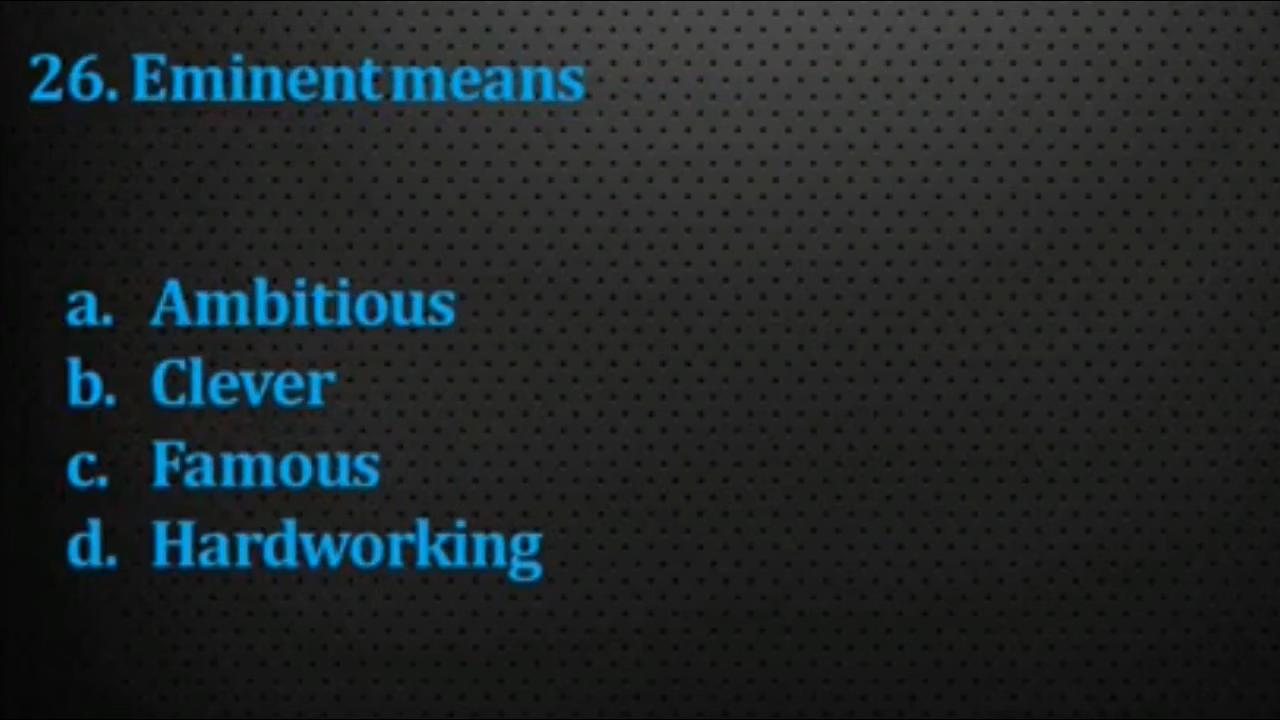 26. Eminent means
a. Ambitious
b. Clever
c. Famous
d. Hardworking